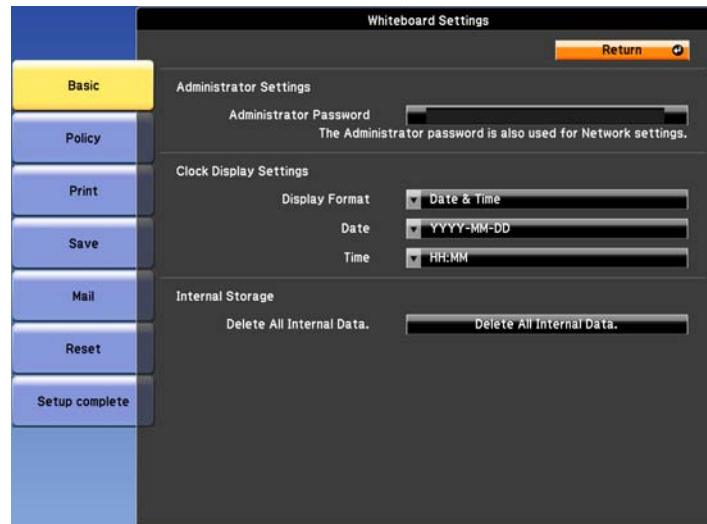 Whiteboard Settings
Return
Basic
Policy
Print
Save
Mail
Reset
Setup complete
Administrator Settings
Administrator Password
The Administrator password is also used for Network settings.
Clock Display Settings
Display Format Date & Time
Date YYYY-MM-DD
Time HH:MM
Internal Storage
Delete All Internal Data. Delete All Internal Data.